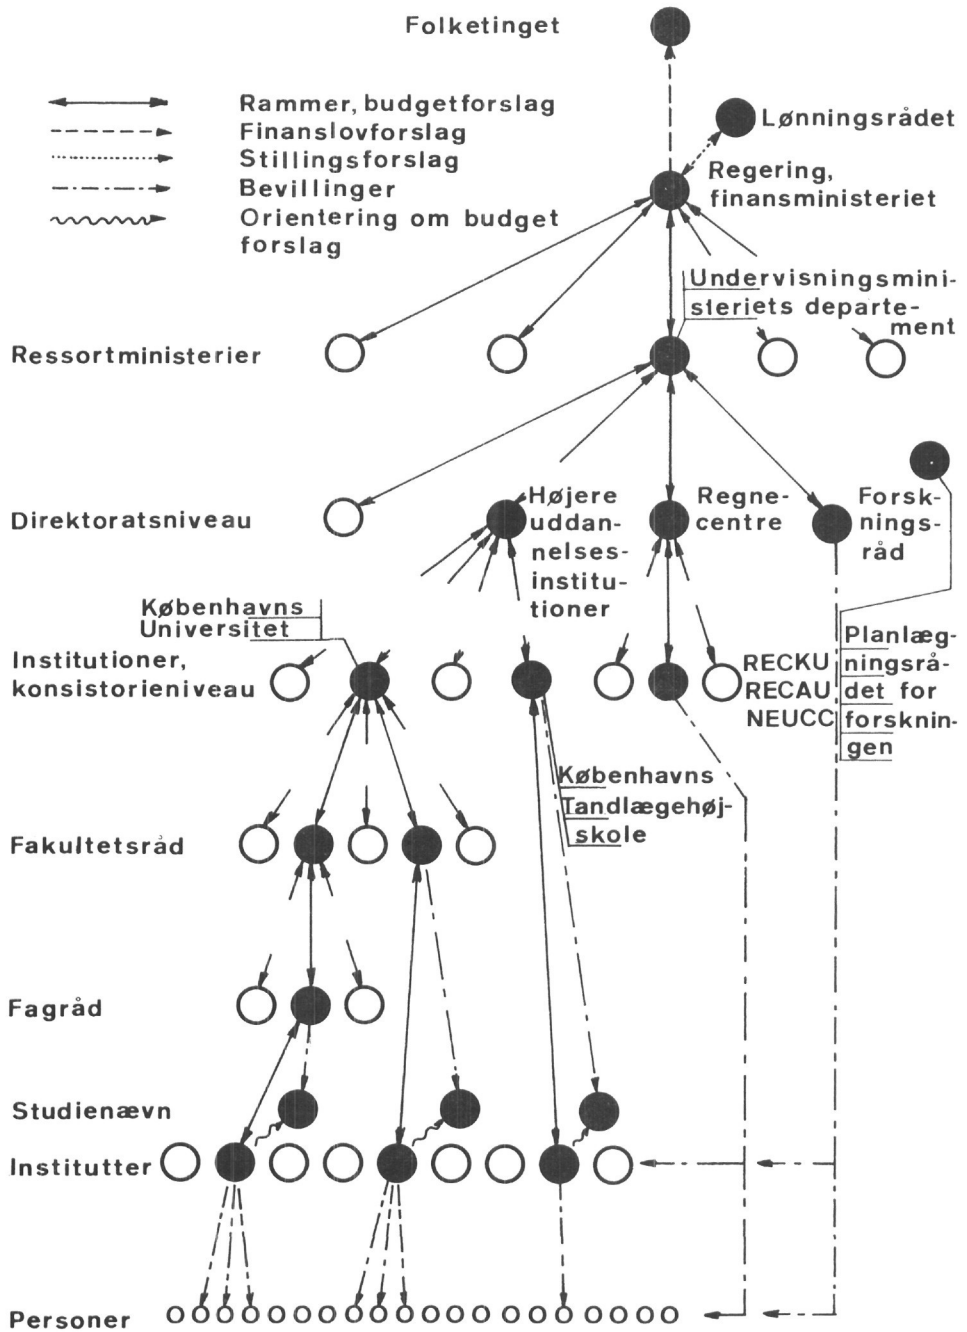 Folketinget
Rammer, budgetforslag
Finanslovforslag
Stillingsforslag
Bevillinger
Orientering om budget
forslag
Lønningsrådet
Regering,
finansministeriet
Undervisningsmini-
steriets departe-
ment
Ressortministerier
Direktoratsniveau
Højere
uddan-
nelses-
institu-
tioner
Regne-
centre
Forsk-
nings-
råd
Københavns
Universitet
Institutioner,
konsistorieniveau
RECKU
RECAU
NEUCC
Planlæg-
ningsrå-
det for
forsknin-
gen
Københavns
Tandlægehøj-
skole
Fakultetsråd
Fagråd
Studienævn
Institutter
Personer